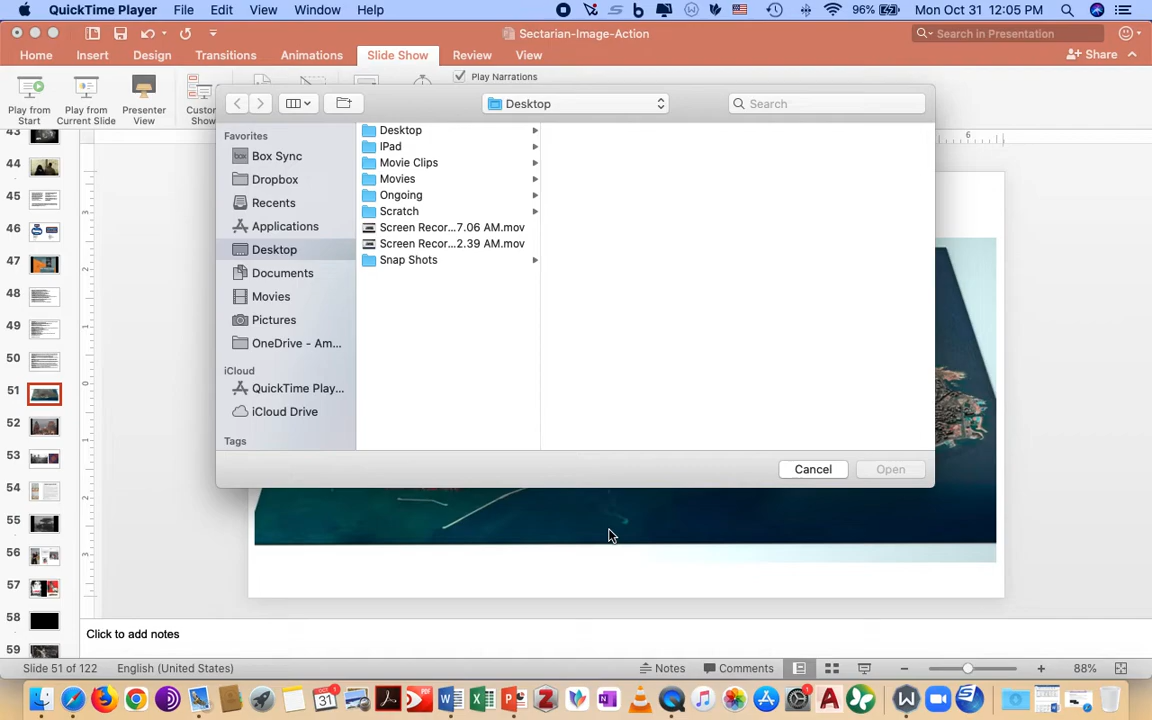 QuickTime Player File Edit View Window Help 96% Mon Oct 31 12:05 PM
Sectarian-Image-Action
Search in Presentation
Home Insert Design Transitions Animations Slide Show Review View Share
Play from Start
Play from Current Slide
Presenter View
Play Narrations
Desktop
Search
Favorites
Box Sync
Dropbox
Recents
Applications
Desktop
Documents
Movies
Pictures
OneDrive - Am...
iCloud
QuickTime Play...
iCloud Drive
Tags
Desktop
IPad
Movie Clips
Movies
Ongoing
Scratch
Screen Recor...7.06 AM.mov
Screen Recor...2.39 AM.mov
Snap Shots
Cancel Open
43
44
45
46
47
48
49
50
51
52
53
54
55
56
57
58
59
Click to add notes
Slide 51 of 122 English (United States) Notes Comments 88%